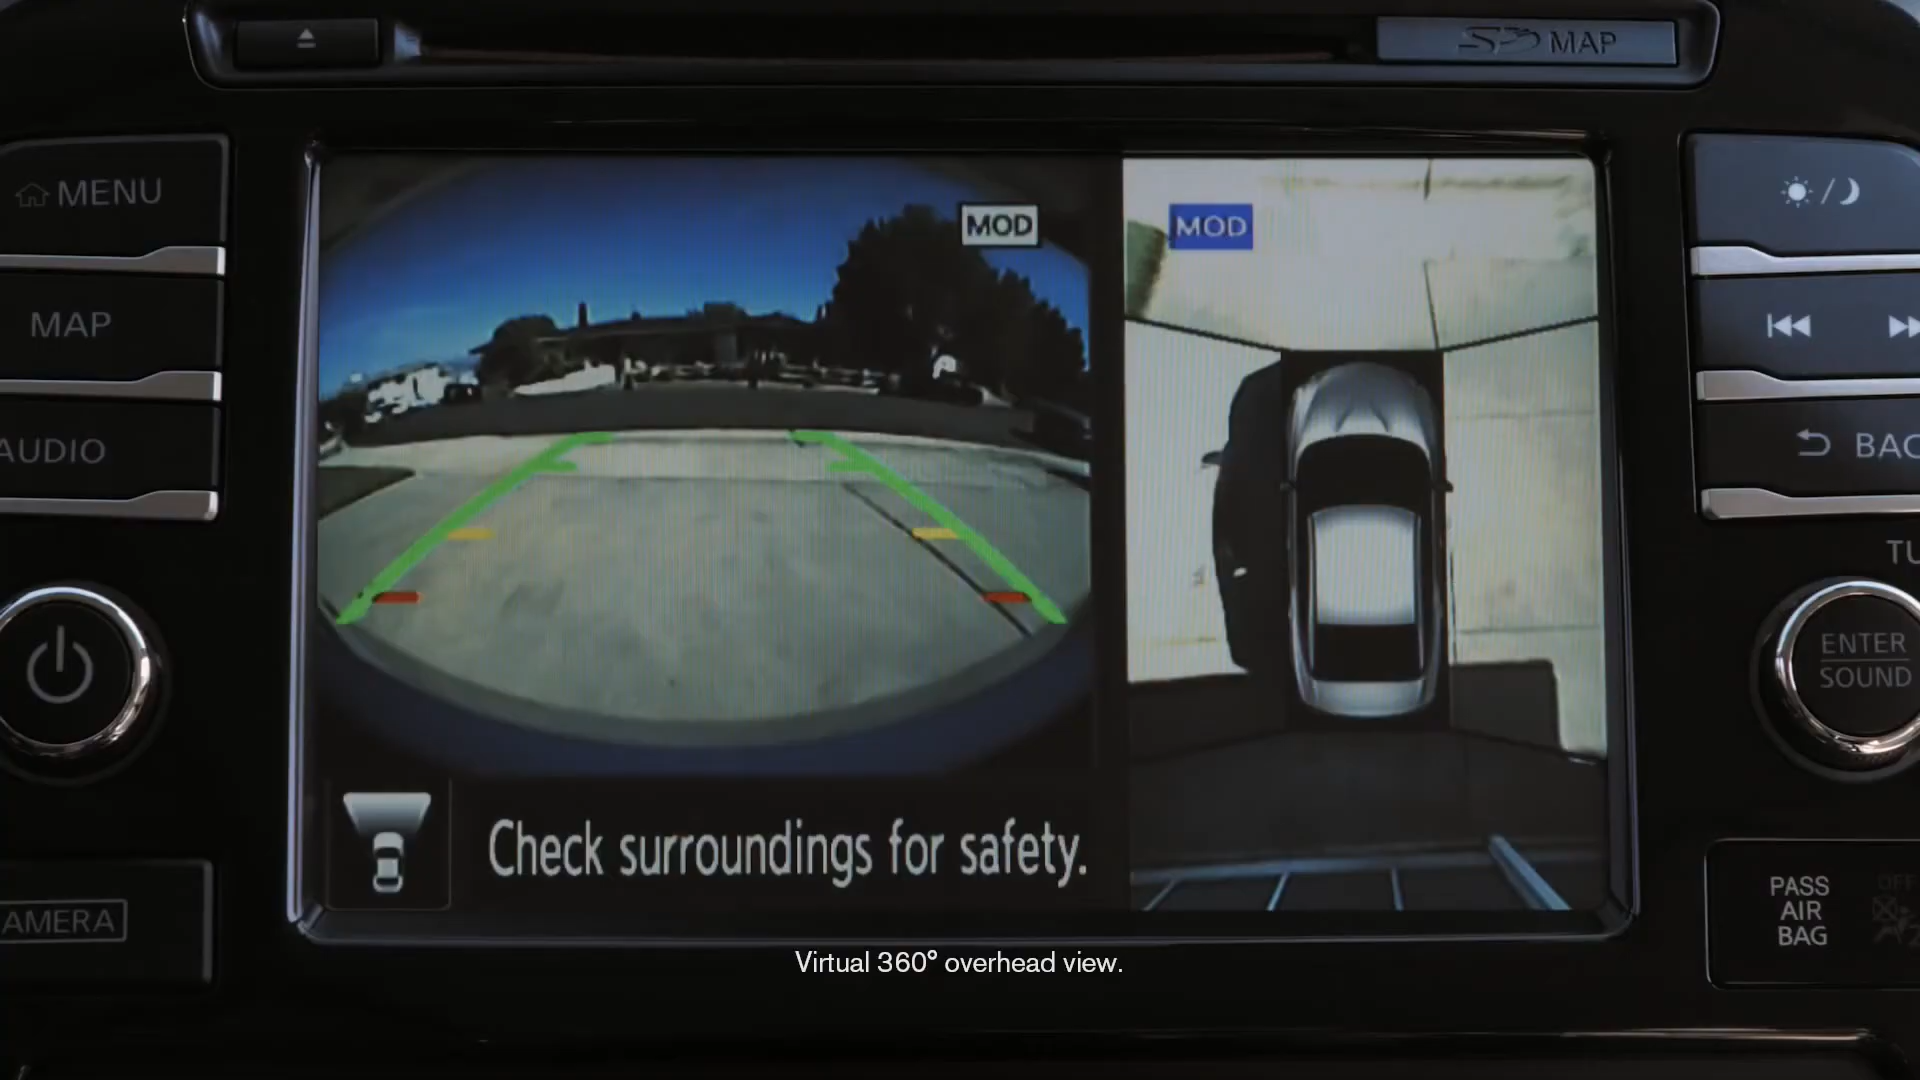 SD MAP
MENU
MAP
AUDIO
AMERA
MOD
MOD
Check surroundings for safety.
BAC
TU
ENTER
SOUND
PASS
AIR
BAG
OFF
Virtual 360° overhead view.